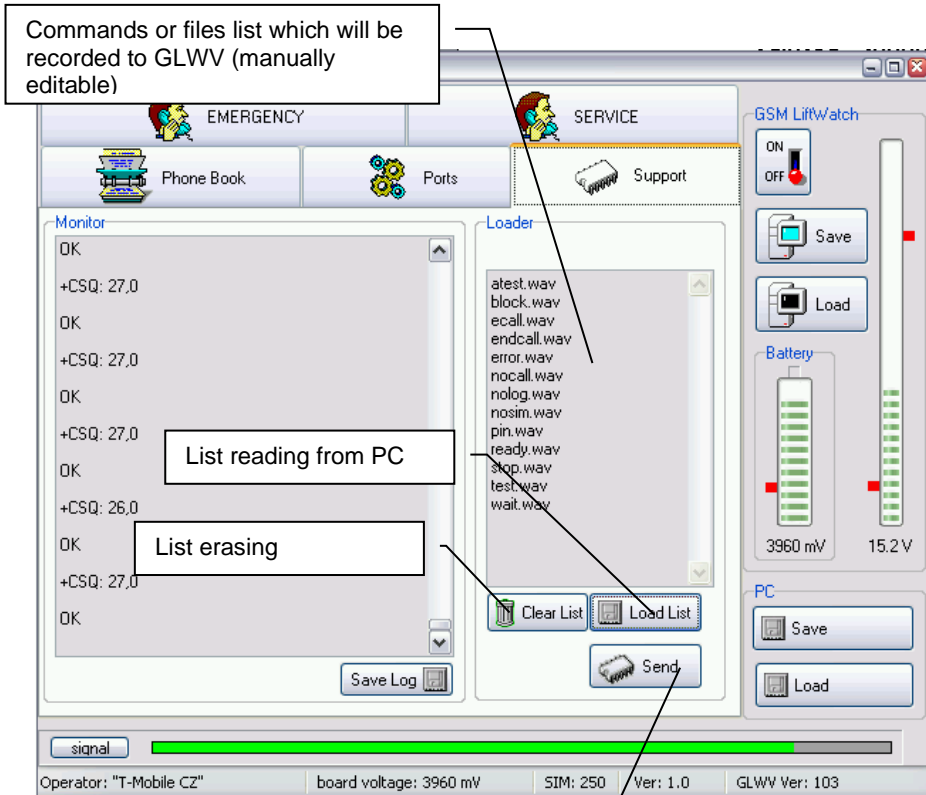 Commands or files list which will be
recorded to GLWV (manually
editable)
EMERGENCY
SERVICE
Phone Book
Ports
Support
Monitor
OK
+CSQ: 27,0
OK
+CSQ: 27,0
OK
+CSQ: 27,0
OK
+CSQ: 26,0
OK
+CSQ: 27,0
OK
Save Log
Loader
atest.wav
block.wav
ecall.wav
endcall.wav
error.wav
nocall.wav
nolog.wav
nosim.wav
pin.wav
ready.wav
stop.wav
test.wav
wait.wav
List reading from PC
List erasing
Clear List
Load List
Send
GSM LiftWatch
ON
OFF
Save
Load
Battery
3960 mV
15.2 V
PC
Save
Load
signal
Operator: "T-Mobile CZ"
board voltage: 3960 mV
SIM: 250
Ver: 1.0
GLWV Ver: 103